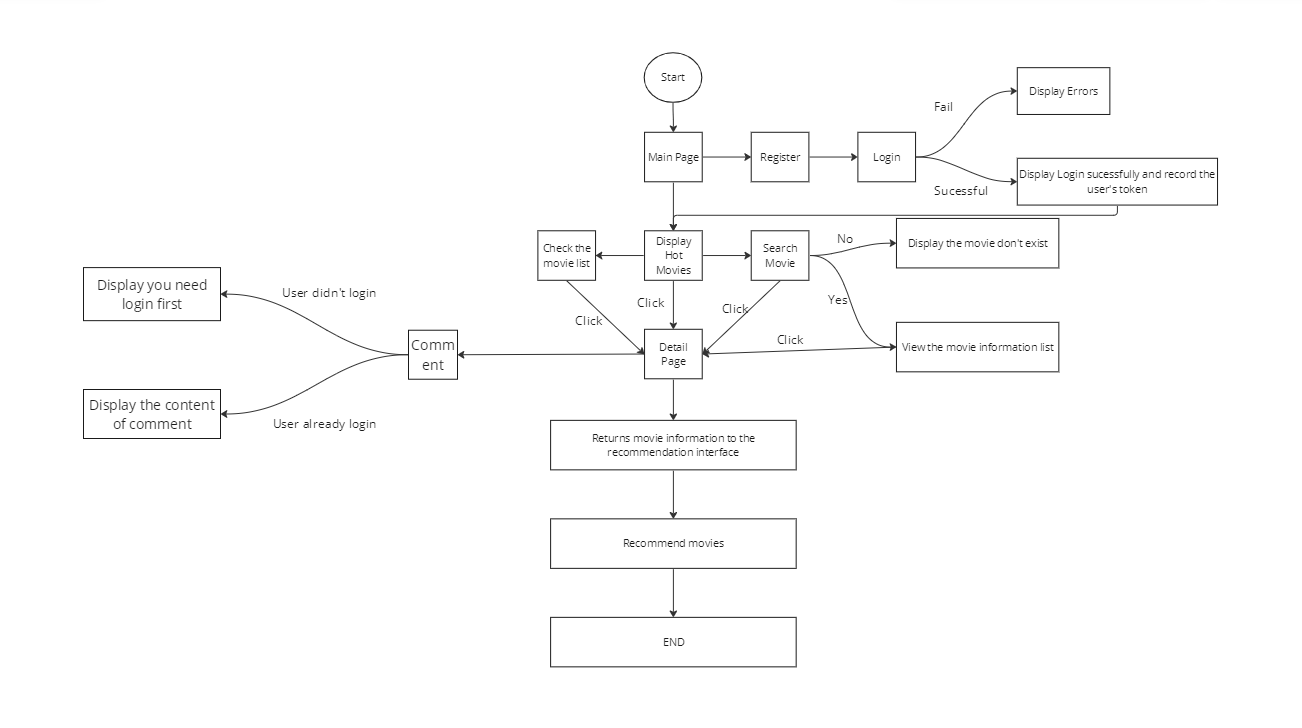 Start
Display Errors
Fail
Main Page
Register
Login
Display Login sucessfully and record the
user's token
Sucessful
Check the
movie list
Display
Hot
Movies
Search
Movie
No
Display the movie don't exist
Display you need
login first
User didn't login
Click
Click
Click
Yes
Click
Comm
ent
Detail
Page
View the movie information list
Display the content
of comment
User already login
Returns movie information to the
recommendation interface
Recommend movies
END